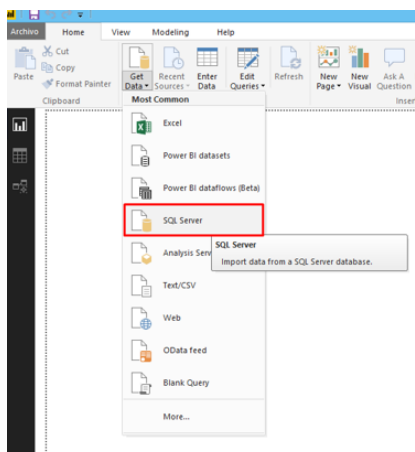 Archivo Home View Modeling Help
Cut
Copy
Format Painter
Paste
Clipboard
Get Data
Recent Sources
Enter Data
Edit Queries
Refresh
New Page
New Visual
Ask A Question
Inser
Most Common
Excel
Power BI datasets
Power BI dataflows (Beta)
SQL Server
SQL Server
Import data from a SQL Server database.
Analysis Serv
Text/CSV
Web
OData feed
Blank Query
More...